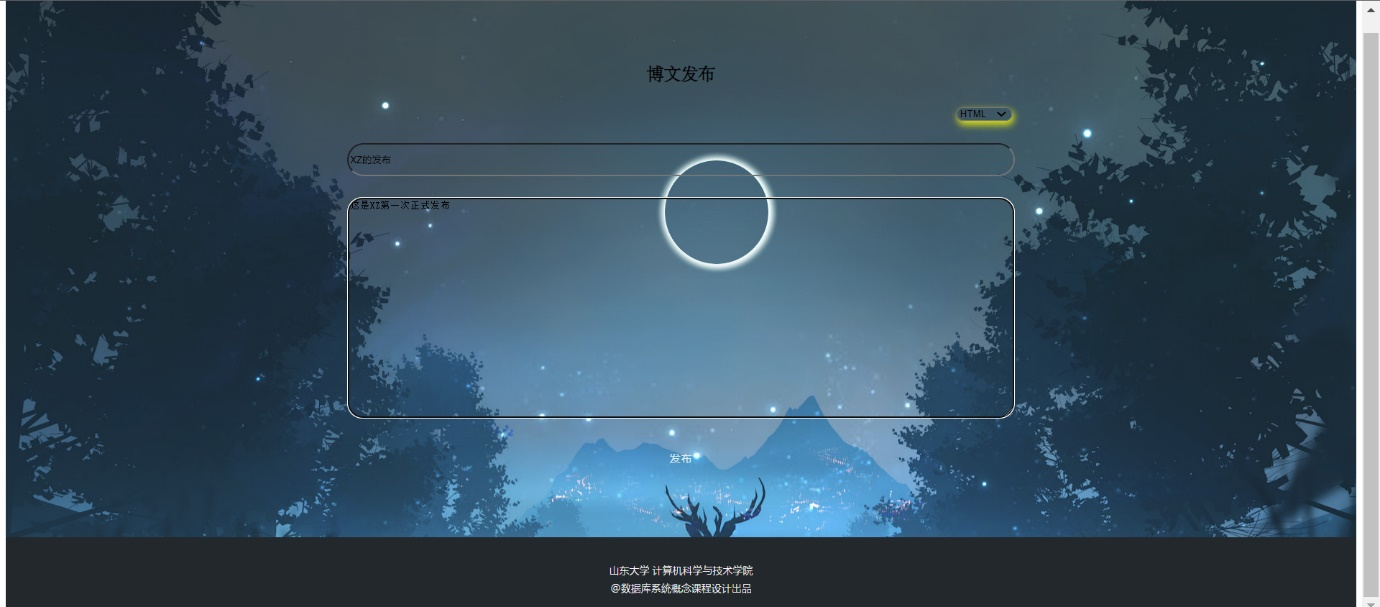 博文发布
HTML
XZ的发布
这是XZ第一次正式发布
发布
山东大学 计算机科学与技术学院
@数据库系统概念课程设计出品